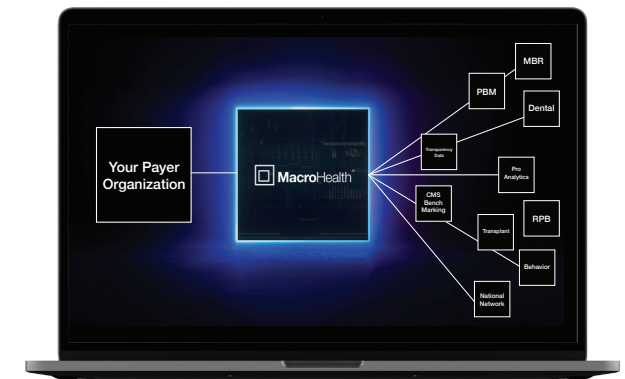 MBR
PBM
Dental
Transparency
Data
Your Payer
Organization
MacroHealth
Pro
Analytics
CMS
Bench
Marking
RPB
Transplant
Behavior
National
Network